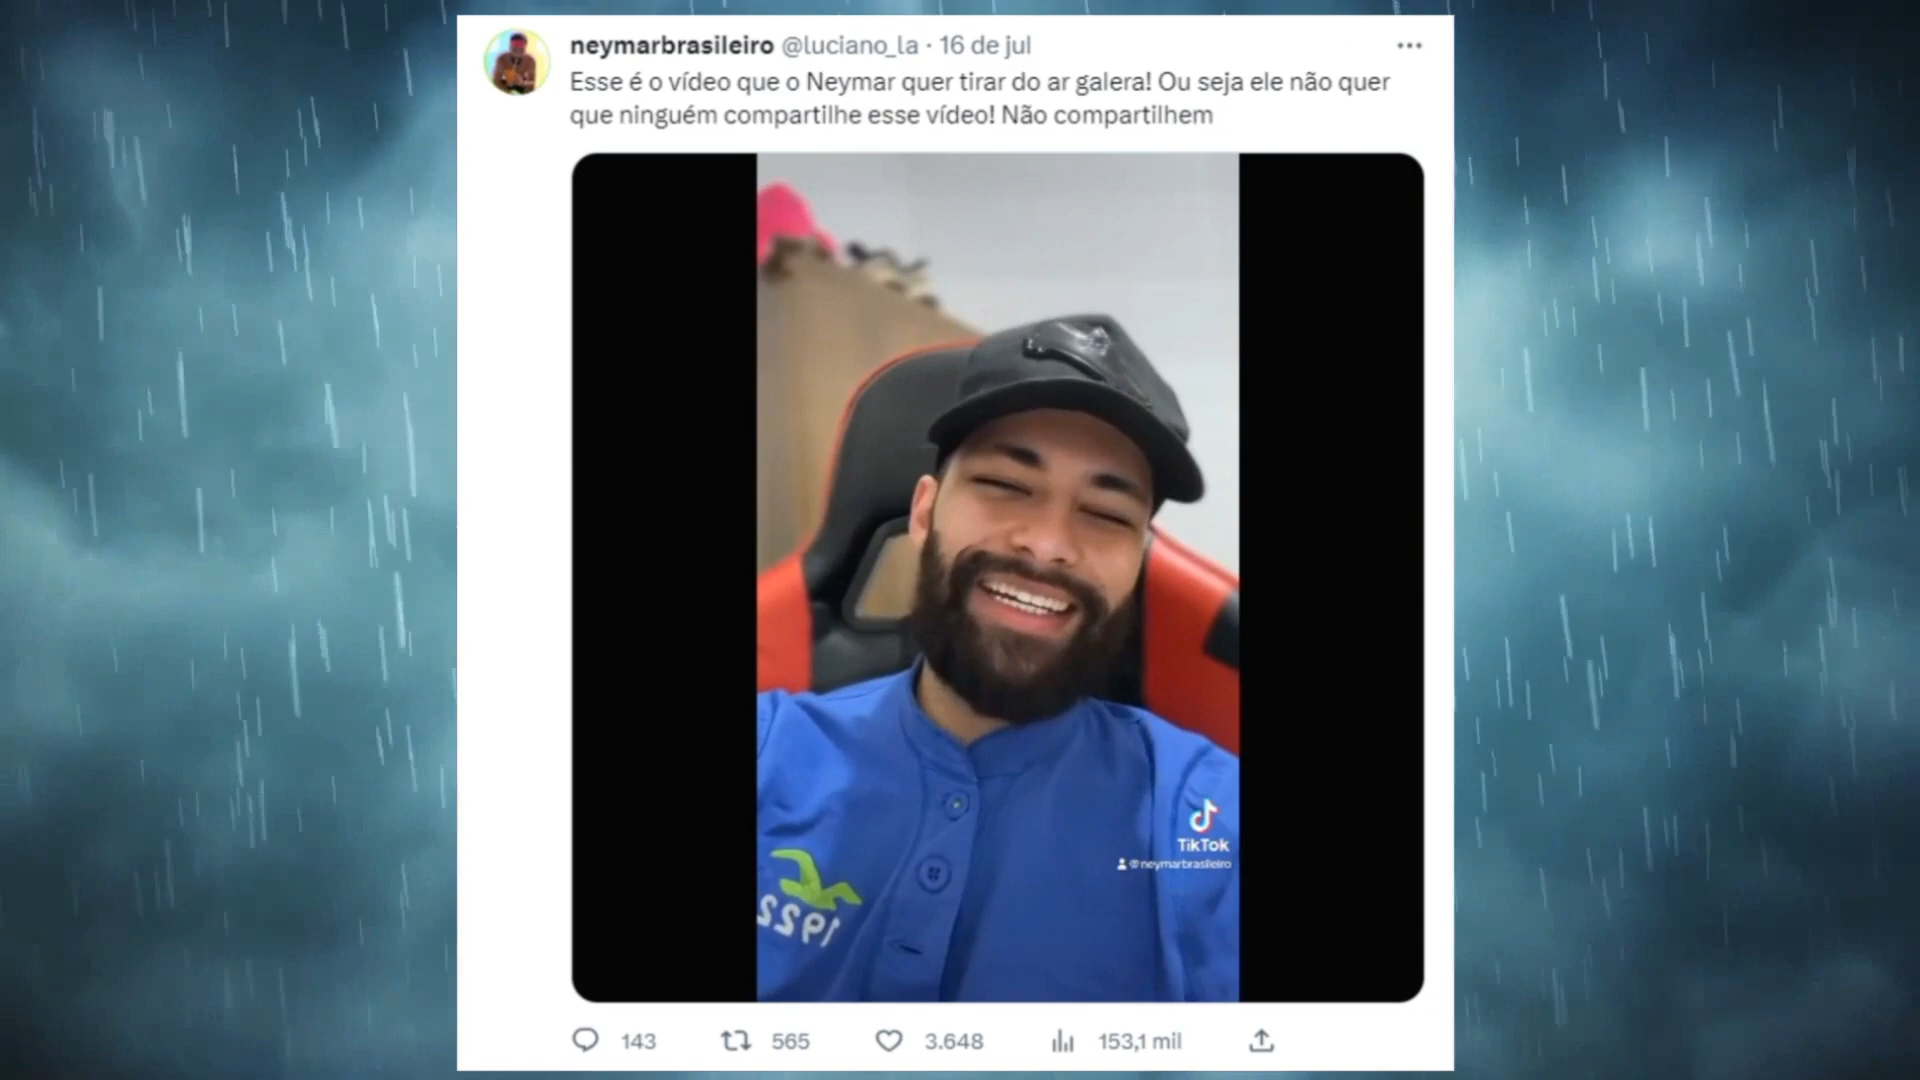 neymarbrasileiro @luciano_la · 16 de jul
Esse é o vídeo que o Neymar quer tirar do ar galera! Ou seja ele não quer
que ninguém compartilhe esse vídeo! Não compartilhem
TikTok
@neymarbrasileiro
1922
143 565 3.648 153,1 mil